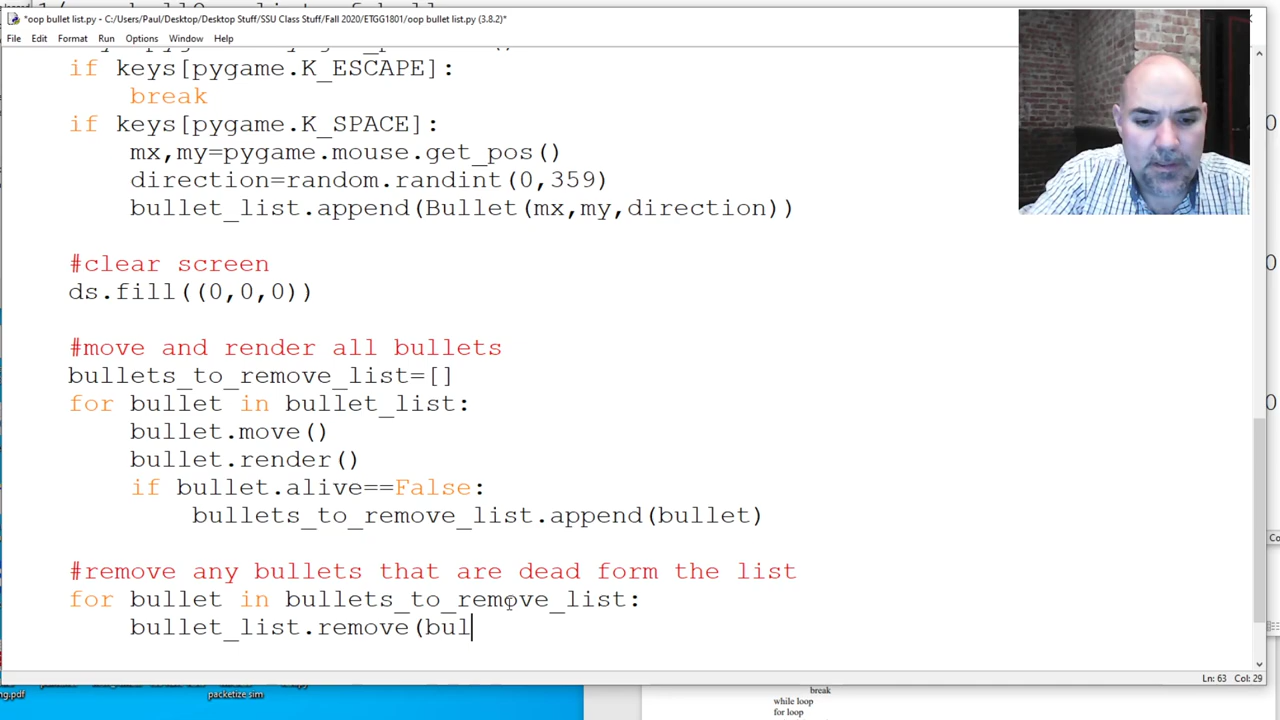 *oop bullet list.py - C:/Users/Paul/Desktop/Desktop Stuff/SSU Class Stuff/Fall 2020/ETGG1801/oop bullet list.py (3.8.2)*
File Edit Format Run Options Window Help
if keys[pygame.K_ESCAPE]:
break
if keys[pygame.K_SPACE]:
mx,my=pygame.mouse.get_pos()
direction=random.randint(0,359)
bullet_list.append(Bullet(mx,my,direction))
#clear screen
ds.fill((0,0,0))
#move and render all bullets
bullets_to_remove_list=[]
for bullet in bullet_list:
bullet.move()
bullet.render()
if bullet.alive==False:
bullets_to_remove_list.append(bullet)
#remove any bullets that are dead form the list
for bullet in bullets_to_remove_list:
bullet_list.remove(bul
Ln: 63 Col: 29
ng.pdf
packetize sim
break
while loop
for loop